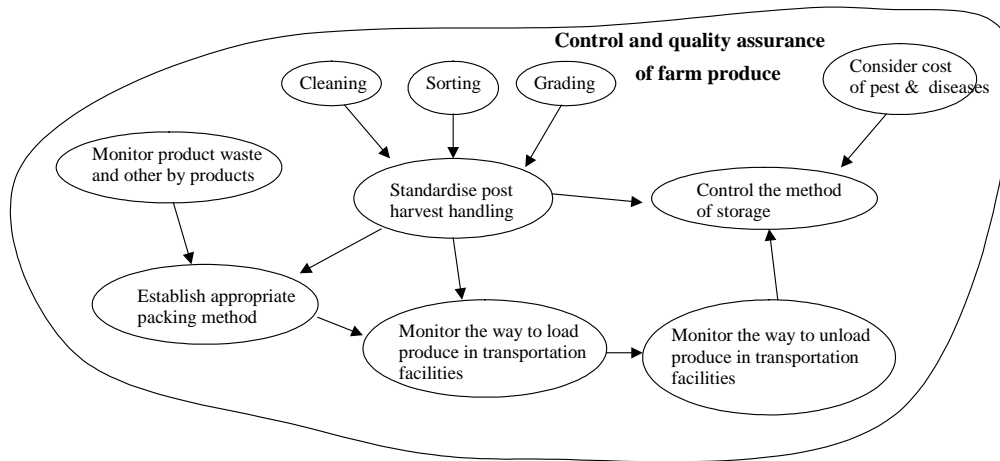 Control and quality assurance
of farm produce
Cleaning
Sorting
Grading
Consider cost
of pest & diseases
Monitor product waste
and other by products
Standardise post
harvest handling
Control the method
of storage
Establish appropriate
packing method
Monitor the way to load
produce in transportation
facilities
Monitor the way to unload
produce in transportation
facilities